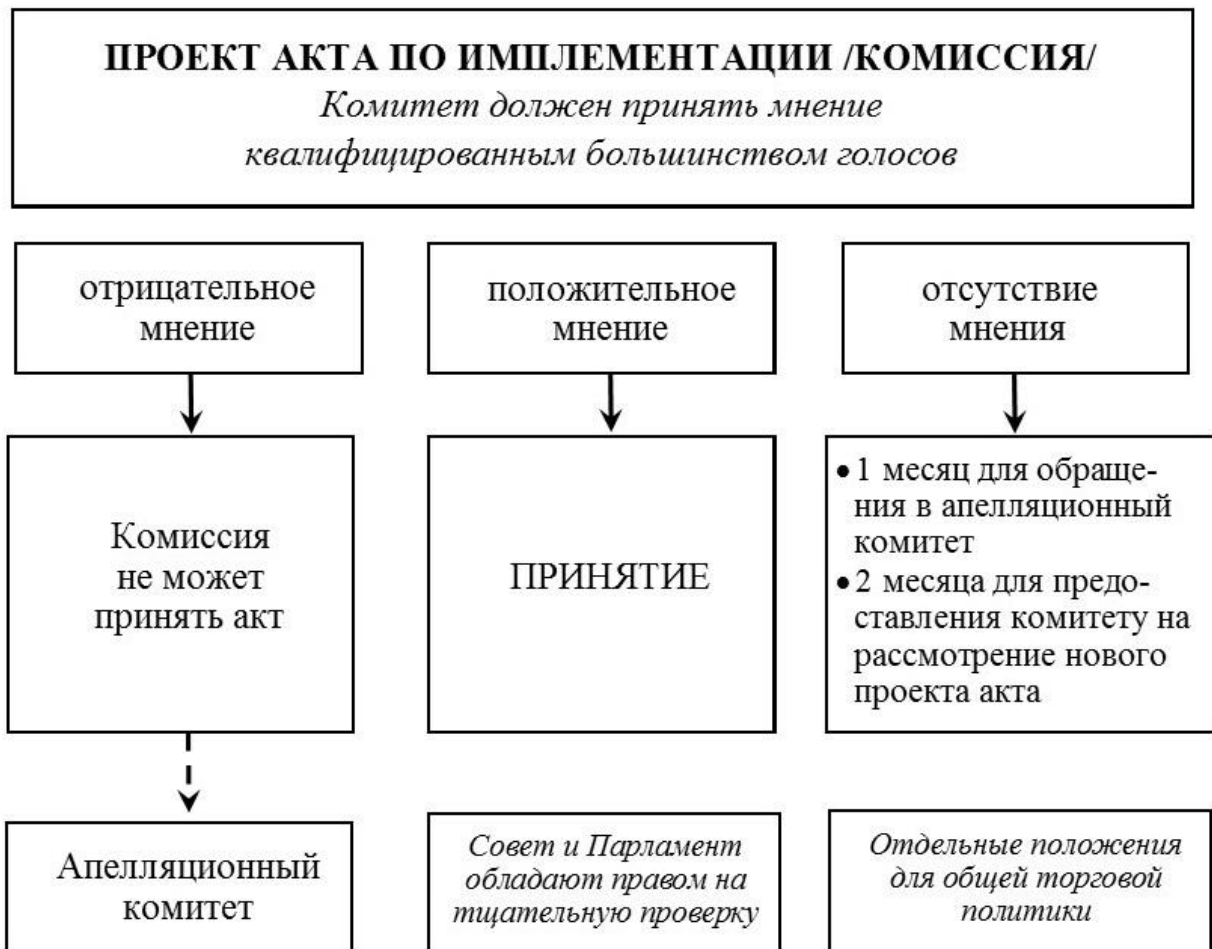 ПРОЕКТ АКТА ПО ИМПЛЕМЕНТАЦИИ /КОМИССИЯ/
Комитет должен принять мнение
квалифицированным большинством голосов
отрицательное
мнение
положительное
мнение
отсутствие
мнения
Комиссия
не может
принять акт
ПРИНЯТИЕ
• 1 месяц для обраще-
ния в апелляционный
комитет
• 2 месяца для предо-
ставления комитету на
рассмотрение нового
проекта акта
Апелляционный
комитет
Совет и Парламент
обладают правом на
тщательную проверку
Отдельные положения
для общей торговой
политики